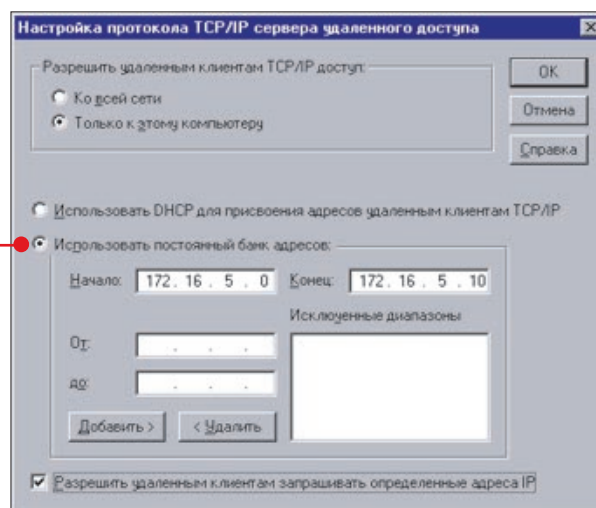 Настройка протокола TCP/IP сервера удаленного доступа
Разрешить удаленным клиентам TCP/IP доступ:
Ко всей сети
Только к этому компьютеру
OK
Отмена
Справка
Использовать DHCP для присвоения адресов удаленным клиентам TCP/IP
Использовать постоянный банк адресов:
Начало: 172 . 16 . 5 . 0 Конец: 172 . 16 . 5 . 10
Исключенные диапазоны
От:
до:
Добавить > < Удалить
Разрешить удаленным клиентам запрашивать определенные адреса IP